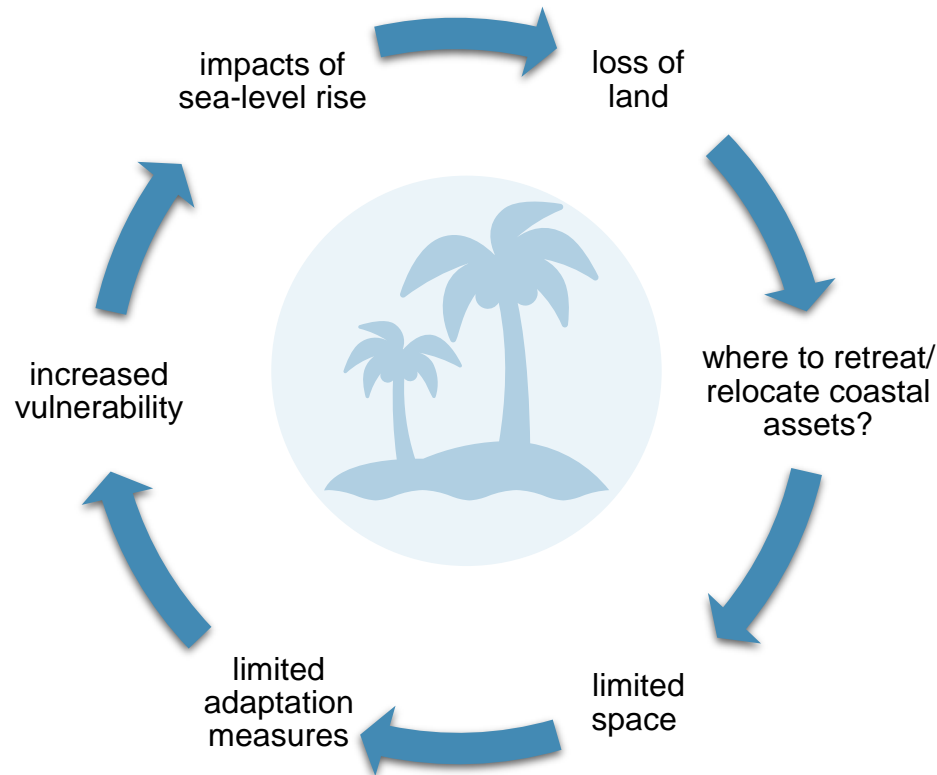 impacts of
sea-level rise
loss of
land
where to retreat/
relocate coastal
assets?
limited
space
limited
adaptation
measures
increased
vulnerability